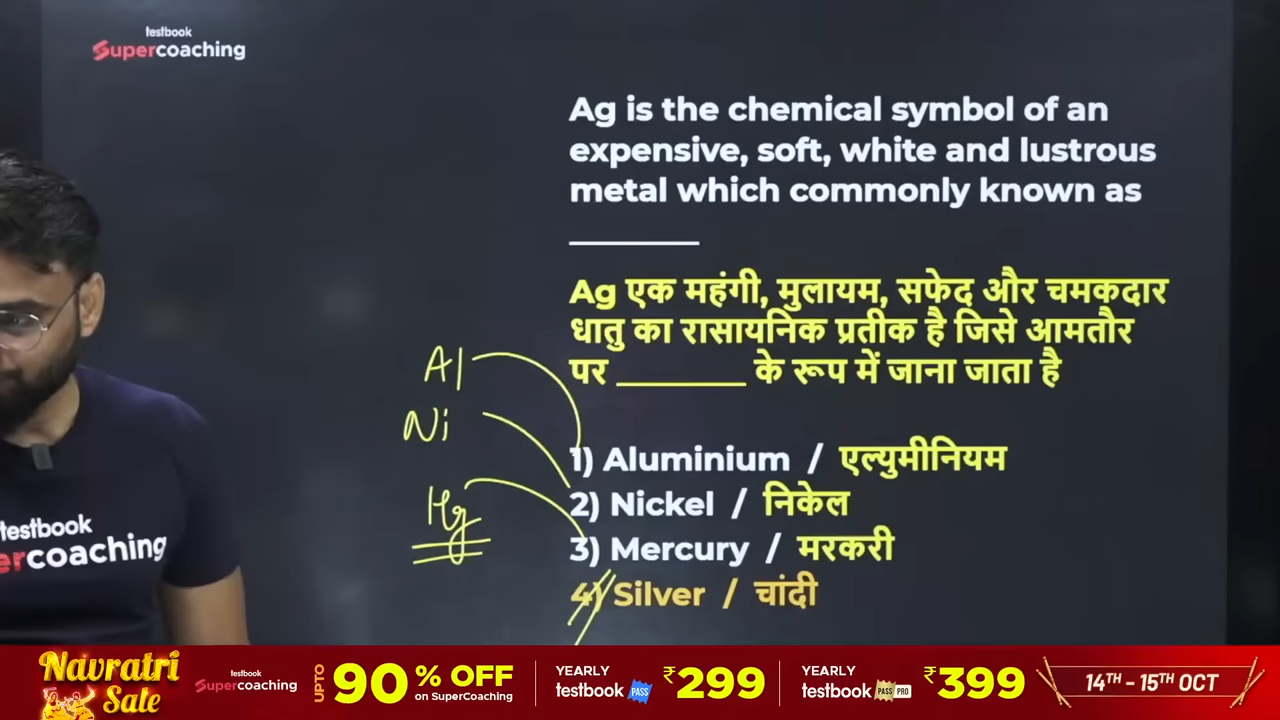 testbook
Supercoaching
Ag is the chemical symbol of an
expensive, soft, white and lustrous
metal which commonly known as
_________
Ag एक महंगी, मुलायम, सफेद और चमकदार
धातु का रासायनिक प्रतीक है जिसे आमतौर
पर _________ के रूप में जाना जाता है
Al
Ni
Hg
1) Aluminium / एल्युमीनियम
2) Nickel / निकेल
3) Mercury / मरकरी
4) Silver / चांदी
testbook
ercoaching
Navratri
Sale
testbook
Supercoaching
UPTO
90% OFF
on SuperCoaching
YEARLY
testbook PASS
₹299
YEARLY
testbook PASS PRO
₹399
14TH - 15TH OCT